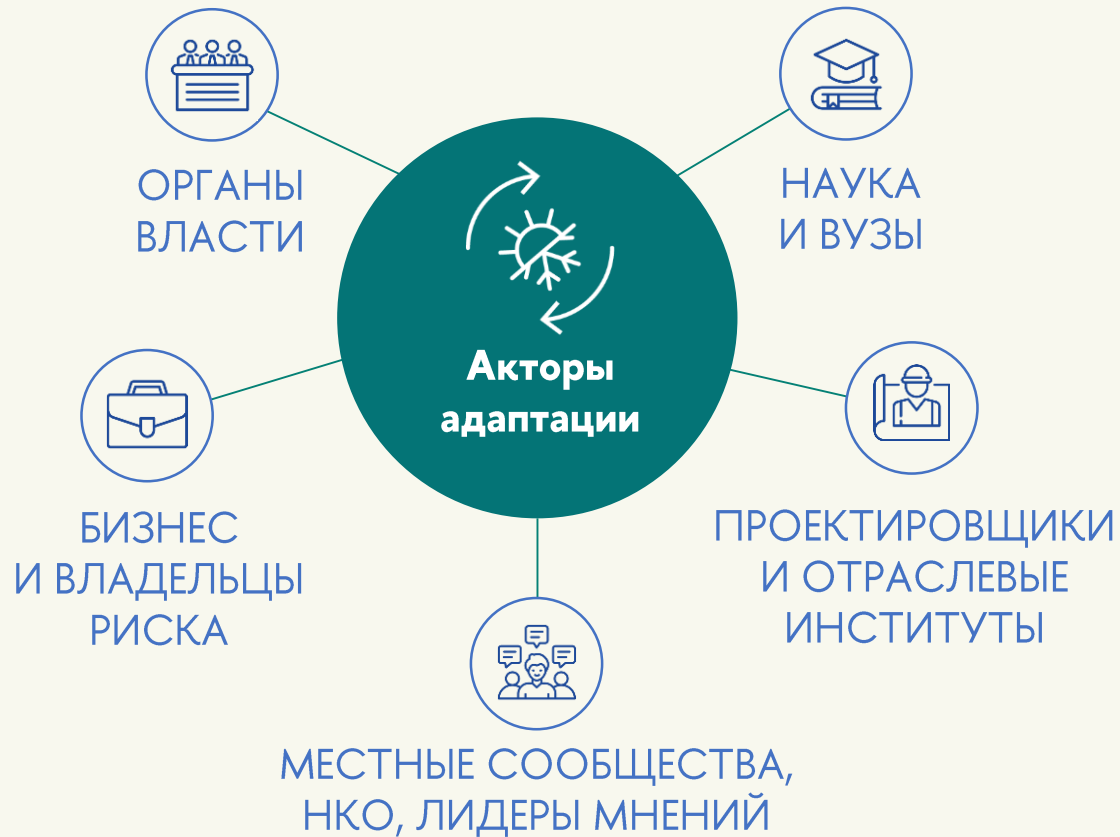 ОРГАНЫ
ВЛАСТИ
НАУКА
И ВУЗЫ
Акторы
адаптации
БИЗНЕС
И ВЛАДЕЛЬЦЫ
РИСКА
ПРОЕКТИРОВЩИКИ
И ОТРАСЛЕВЫЕ
ИНСТИТУТЫ
МЕСТНЫЕ СООБЩЕСТВА,
НКО, ЛИДЕРЫ МНЕНИЙ